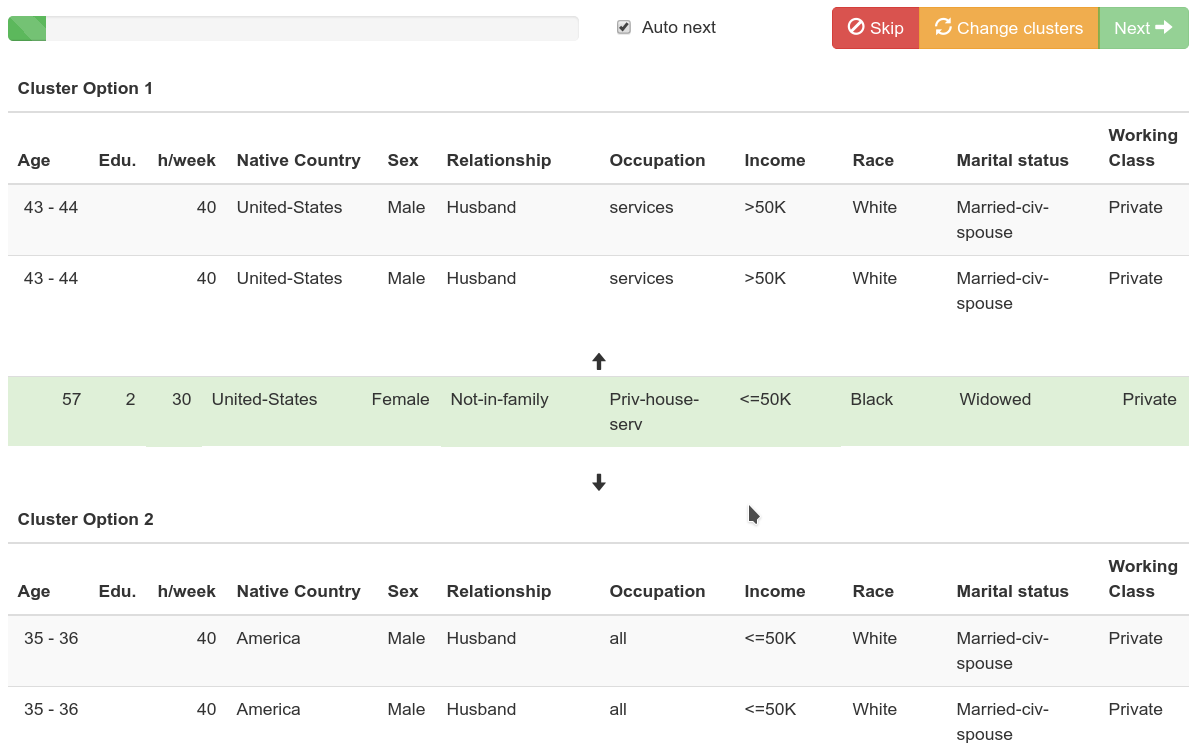 Auto next Skip Change clusters Next
Cluster Option 1
Age Edu. h/week Native Country Sex Relationship Occupation Income Race Marital status Working Class
43 - 44 40 United-States Male Husband services >50K White Married-civ-
spouse Private
43 - 44 40 United-States Male Husband services >50K White Married-civ-
spouse Private
57 2 30 United-States Female Not-in-family Priv-house-
serv <=50K Black Widowed Private
Cluster Option 2
Age Edu. h/week Native Country Sex Relationship Occupation Income Race Marital status Working Class
35 - 36 40 America Male Husband all <=50K White Married-civ-
spouse Private
35 - 36 40 America Male Husband all <=50K White Married-civ-
spouse Private